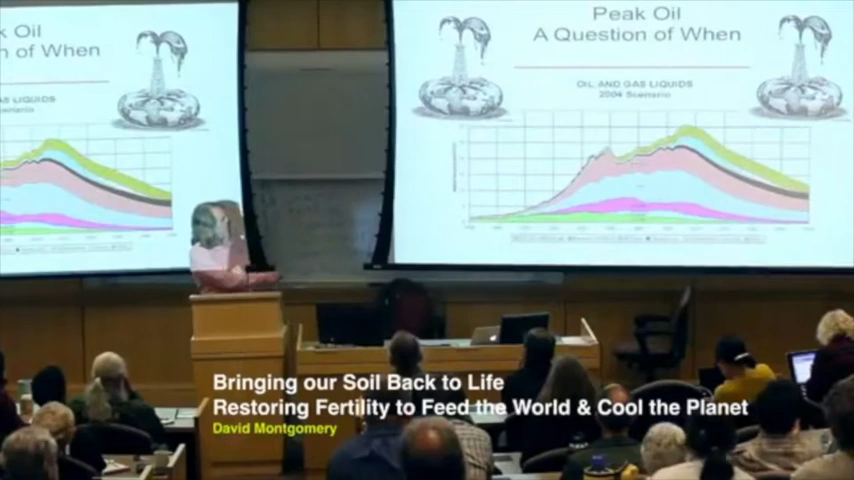 k Oil
n of When
AS LIQUIDS
Peak Oil
A Question of When
OIL AND GAS LIQUIDS
2004 Scenario
Bringing our Soil Back to Life
Restoring Fertility to Feed the World & Cool the Planet
David Montgomery